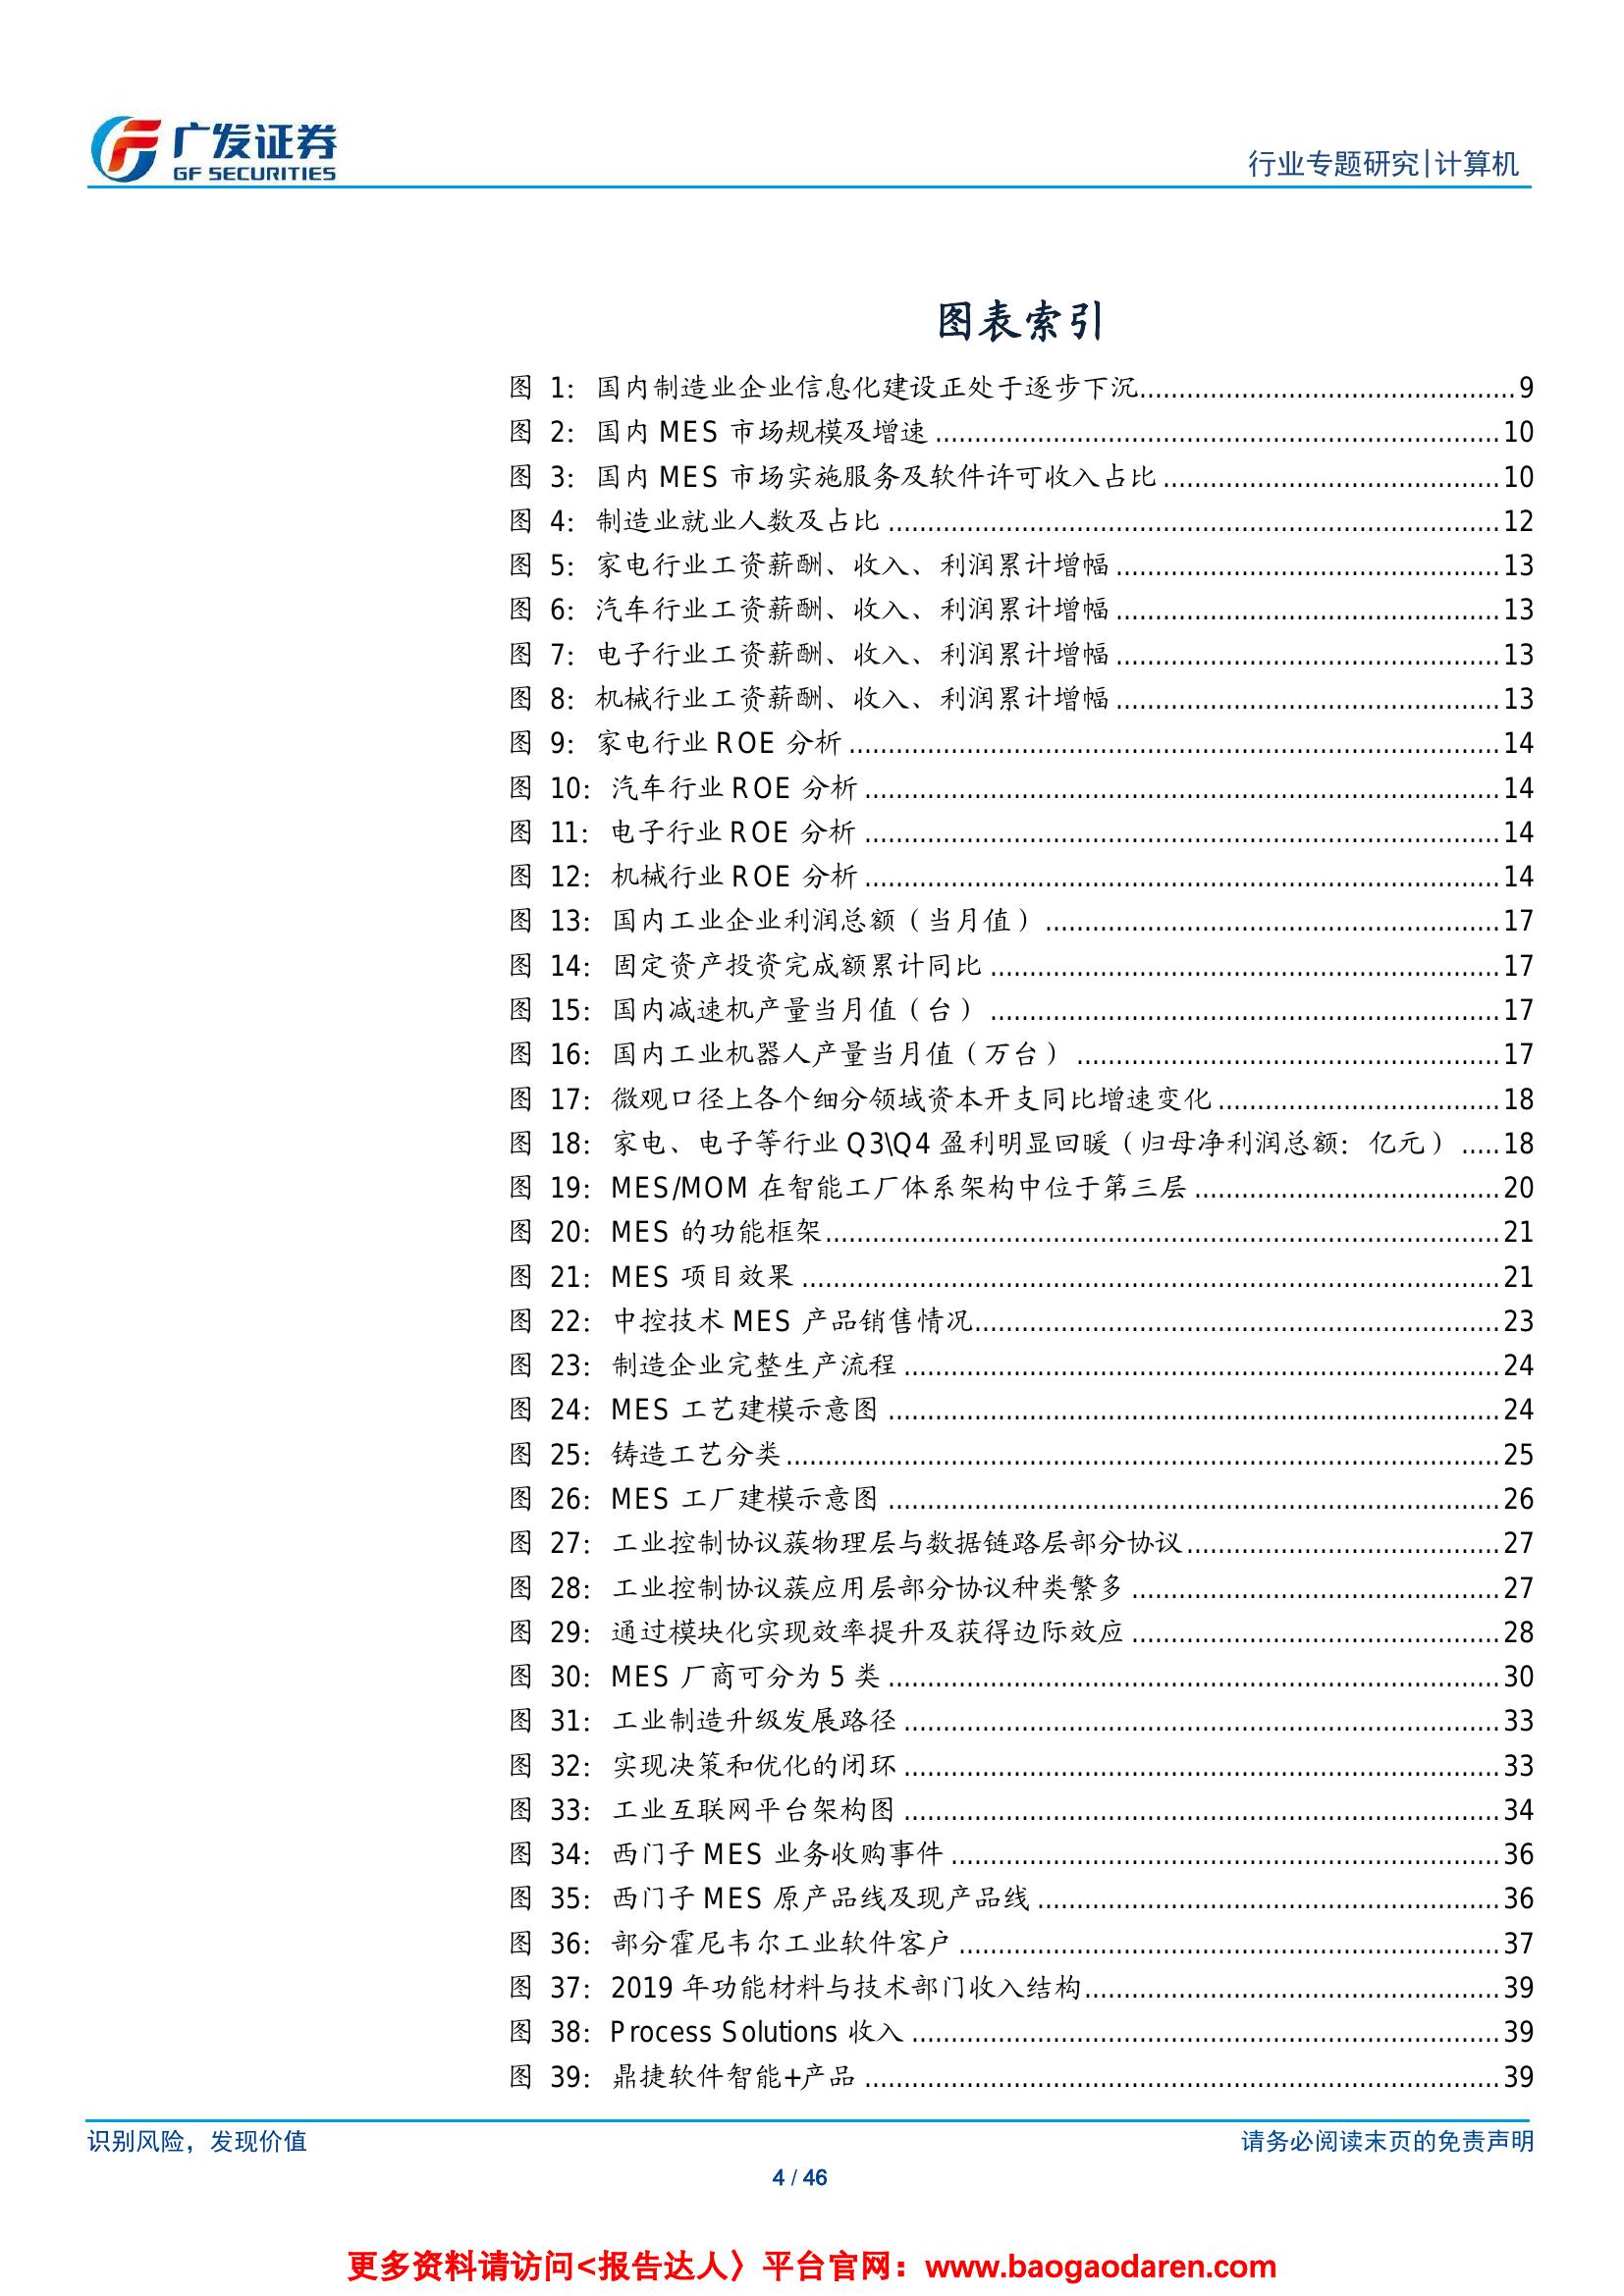 广发证券
GF SECURITIES
行业专题研究|计算机
图表索引
图 1：国内制造业企业信息化建设正处于逐步下沉................................................9
图 2：国内 MES 市场规模及增速........................................................................10
图 3：国内 MES 市场实施服务及软件许可收入占比...........................................10
图 4：制造业就业人数及占比..............................................................................12
图 5：家电行业工资薪酬、收入、利润累计增幅.................................................13
图 6：汽车行业工资薪酬、收入、利润累计增幅.................................................13
图 7：电子行业工资薪酬、收入、利润累计增幅.................................................13
图 8：机械行业工资薪酬、收入、利润累计增幅.................................................13
图 9：家电行业 ROE 分析...................................................................................14
图 10：汽车行业 ROE 分析.................................................................................14
图 11：电子行业 ROE 分析.................................................................................14
图 12：机械行业 ROE 分析.................................................................................14
图 13：国内工业企业利润总额（当月值）..........................................................17
图 14：固定资产投资完成额累计同比.................................................................17
图 15：国内减速机产量当月值（台）.................................................................17
图 16：国内工业机器人产量当月值（万台）......................................................17
图 17：微观口径上各个细分领域资本开支同比增速变化....................................18
图 18：家电、电子等行业 Q3\Q4 盈利明显回暖（归母净利润总额：亿元）.....18
图 19：MES/MOM 在智能工厂体系架构中位于第三层.......................................20
图 20：MES 的功能框架......................................................................................21
图 21：MES 项目效果.........................................................................................21
图 22：中控技术 MES 产品销售情况...................................................................23
图 23：制造企业完整生产流程............................................................................24
图 24：MES 工艺建模示意图..............................................................................24
图 25：铸造工艺分类...........................................................................................25
图 26：MES 工厂建模示意图..............................................................................26
图 27：工业控制协议蔟物理层与数据链路层部分协议........................................27
图 28：工业控制协议蔟应用层部分协议种类繁多...............................................27
图 29：通过模块化实现效率提升及获得边际效应...............................................28
图 30：MES 厂商可分为 5 类..............................................................................30
图 31：工业制造升级发展路径............................................................................33
图 32：实现决策和优化的闭环............................................................................33
图 33：工业互联网平台架构图............................................................................34
图 34：西门子 MES 业务收购事件......................................................................36
图 35：西门子 MES 原产品线及现产品线...........................................................36
图 36：部分霍尼韦尔工业软件客户.....................................................................37
图 37：2019 年功能材料与技术部门收入结构.....................................................39
图 38：Process Solutions 收入...........................................................................39
图 39：鼎捷软件智能+产品.................................................................................39
识别风险，发现价值
请务必阅读末页的免责声明
4 / 46
更多资料请访问<报告达人〉平台官网：www.baogaodaren.com